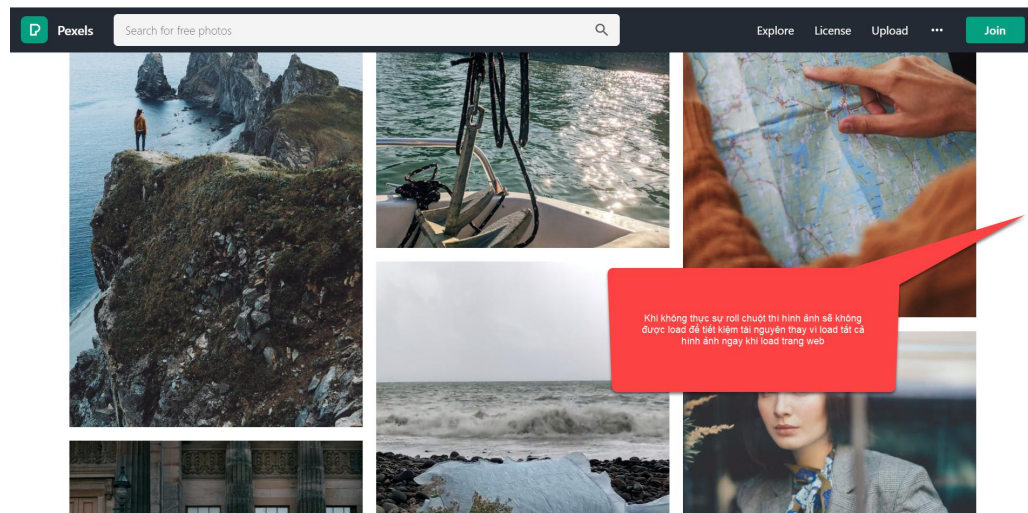 Pexels
Search for free photos
Explore
License
Upload
Join
Khi không thực sự roll chuột thì hình ảnh sẽ không
được load để tiết kiệm tài nguyên thay vì load tất cả
hình ảnh ngay khi load trang web